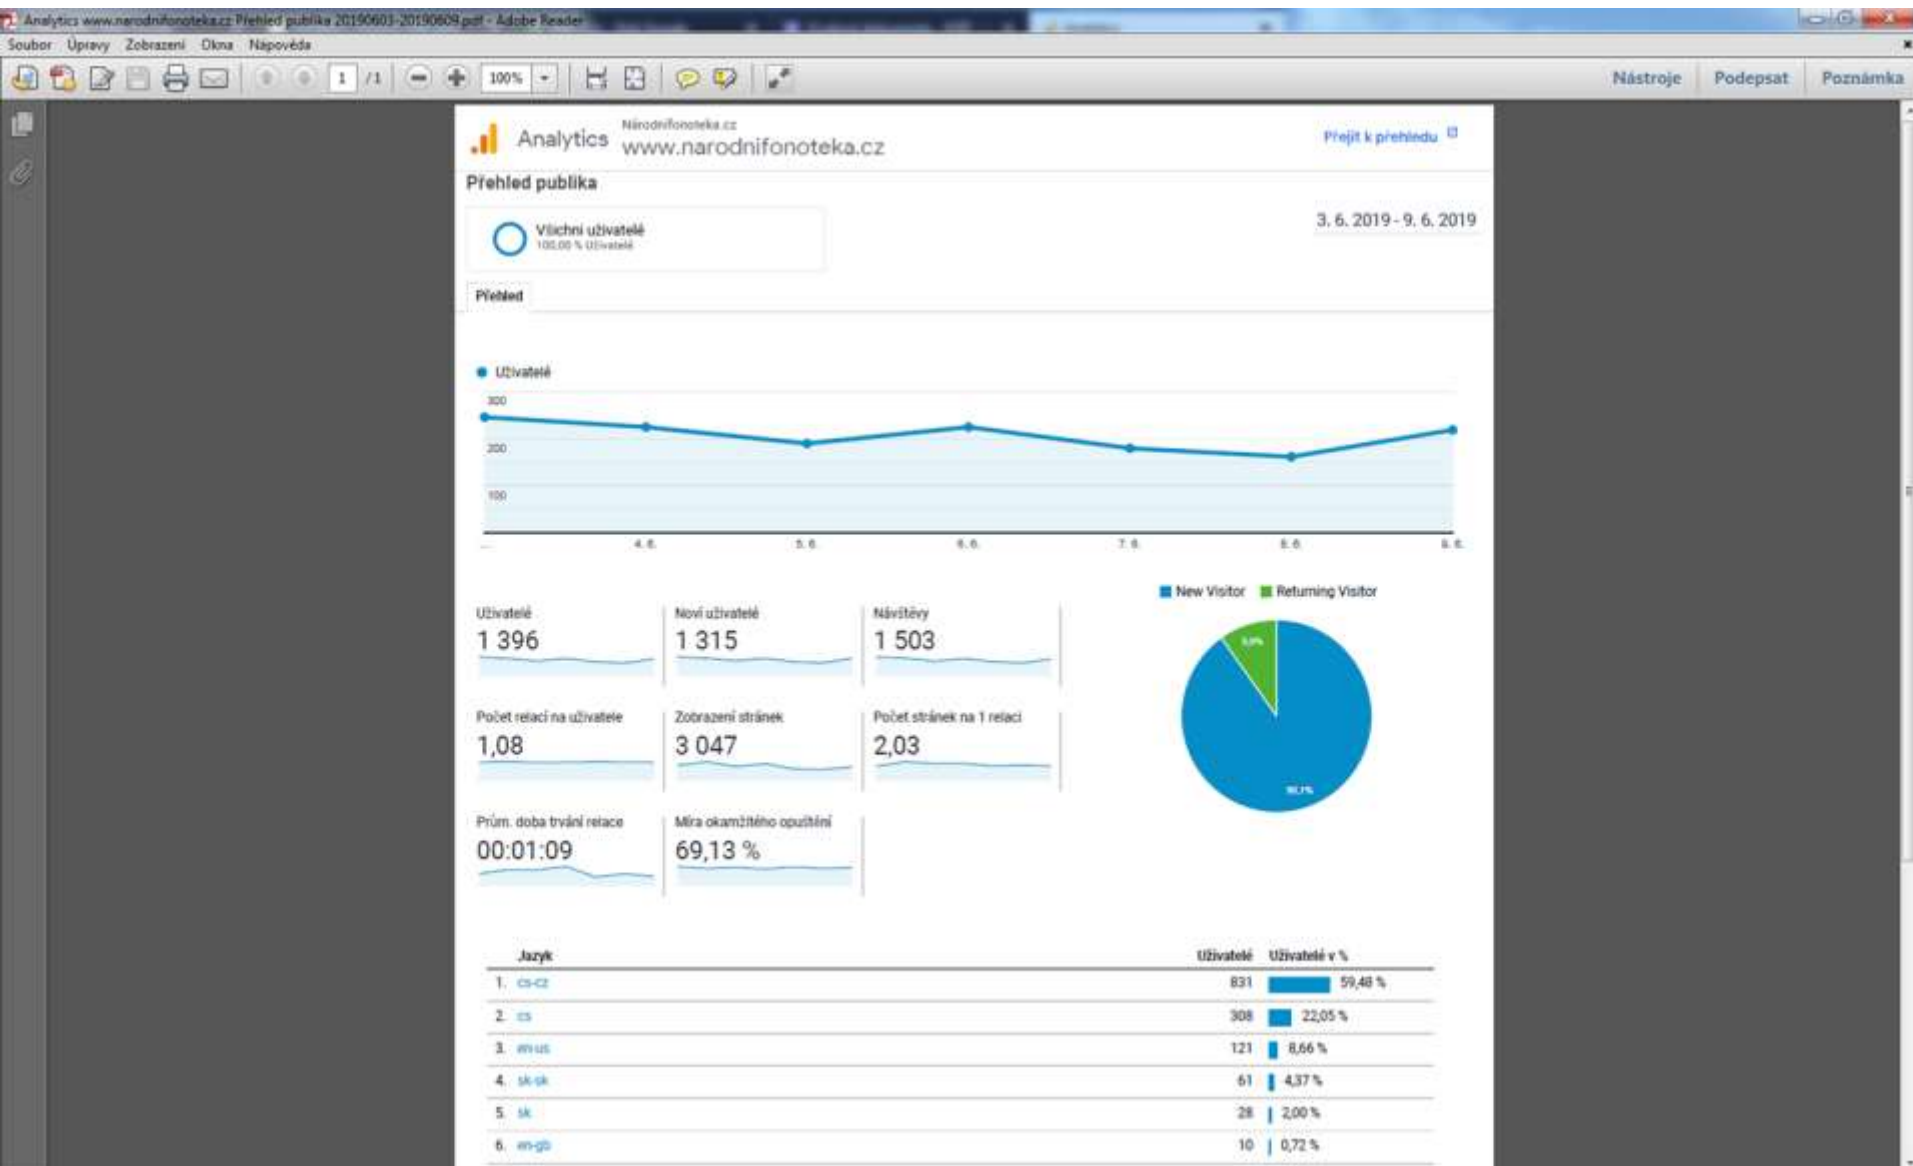 Analytics www.narodnifonoteka.cz Přehled publika 20190603-20190609.pdf - Adobe Reader
Soubor Úpravy Zobrazení Okna Nápověda
1 /1 100% Nástroje Podepsat Poznámka
Národnifonoteka.cz
Analytics www.narodnifonoteka.cz
Přejít k přehledu
Přehled publika
3. 6. 2019 - 9. 6. 2019
Všichni uživatelé
100,00 % Uživatelé
Přehled
Uživatelé
300
200
100
... 4. 6. 5. 6. 6. 6. 7. 6. 8. 6. 9. 6.
New Visitor Returning Visitor
Uživatelé Noví uživatelé Návštěvy
1 396 1 315 1 503
9,9%
Počet relací na uživatele Zobrazení stránek Počet stránek na 1 relaci
1,08 3 047 2,03
90,1%
Prům. doba trvání relace Míra okamžitého opuštění
00:01:09 69,13 %
Jazyk Uživatelé Uživatelé v %
1. cs-cz 831 59,48 %
2. cs 308 22,05 %
3. en-us 121 8,66 %
4. sk-sk 61 4,37 %
5. sk 28 2,00 %
6. en-gb 10 0,72 %